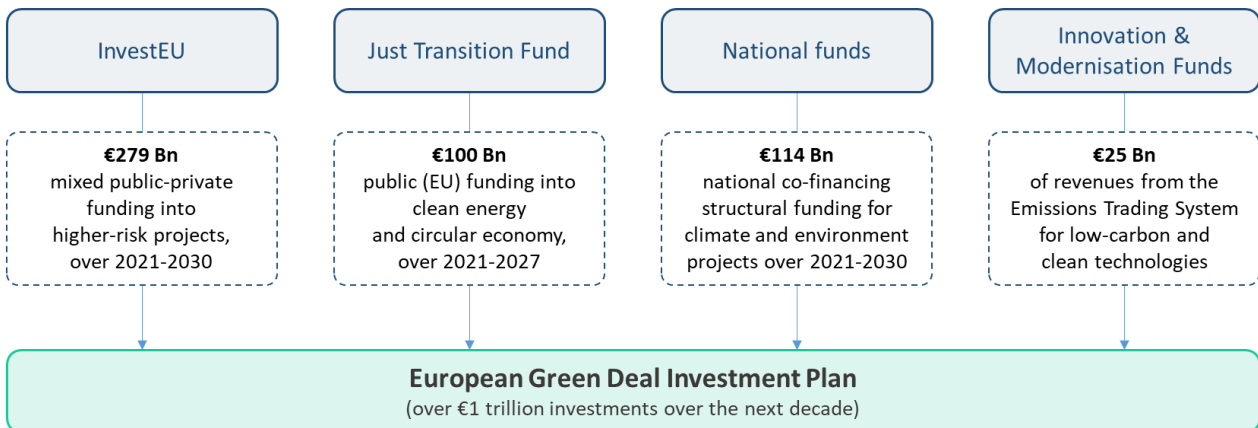 InvestEU
Just Transition Fund
National funds
Innovation &
Modernisation Funds
€279 Bn
mixed public-private
funding into
higher-risk projects,
over 2021-2030
€100 Bn
public (EU) funding into
clean energy
and circular economy,
over 2021-2027
€114 Bn
national co-financing
structural funding for
climate and environment
projects over 2021-2030
€25 Bn
of revenues from the
Emissions Trading System
for low-carbon and
clean technologies
European Green Deal Investment Plan
(over €1 trillion investments over the next decade)